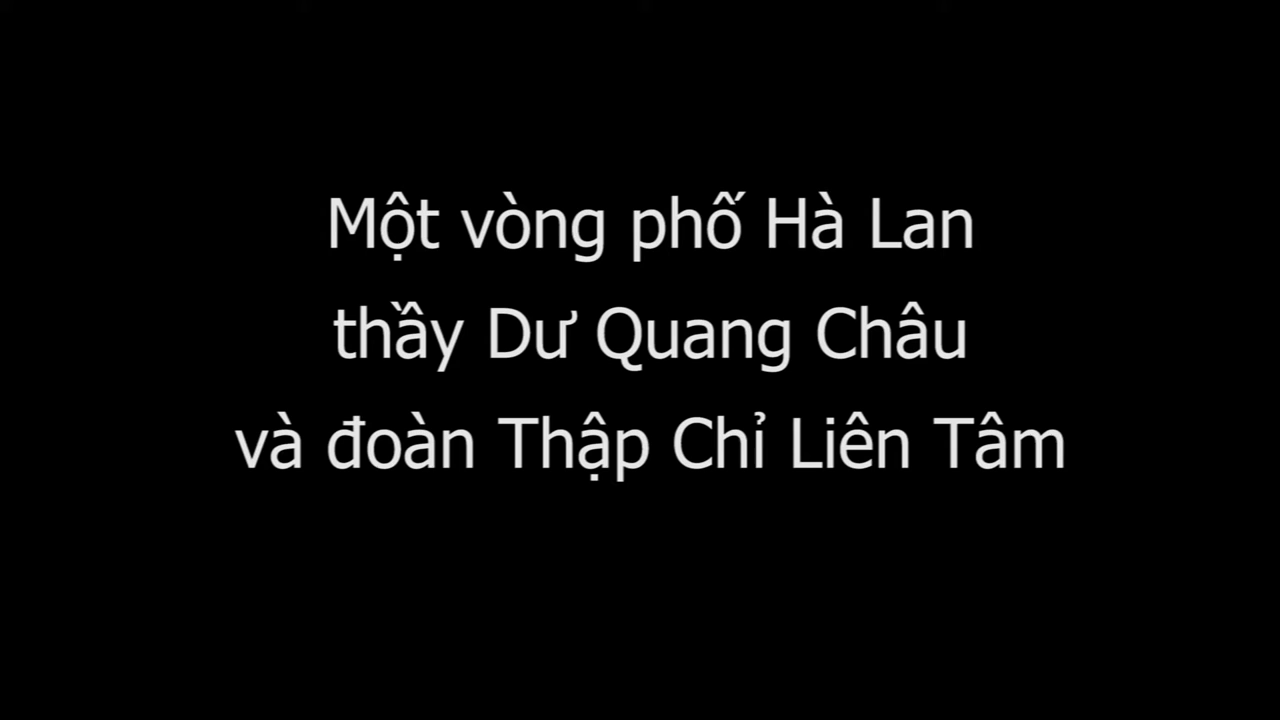 Một vòng phố Hà Lan
thầy Dư Quang Châu
và đoàn Thập Chỉ Liên Tâm